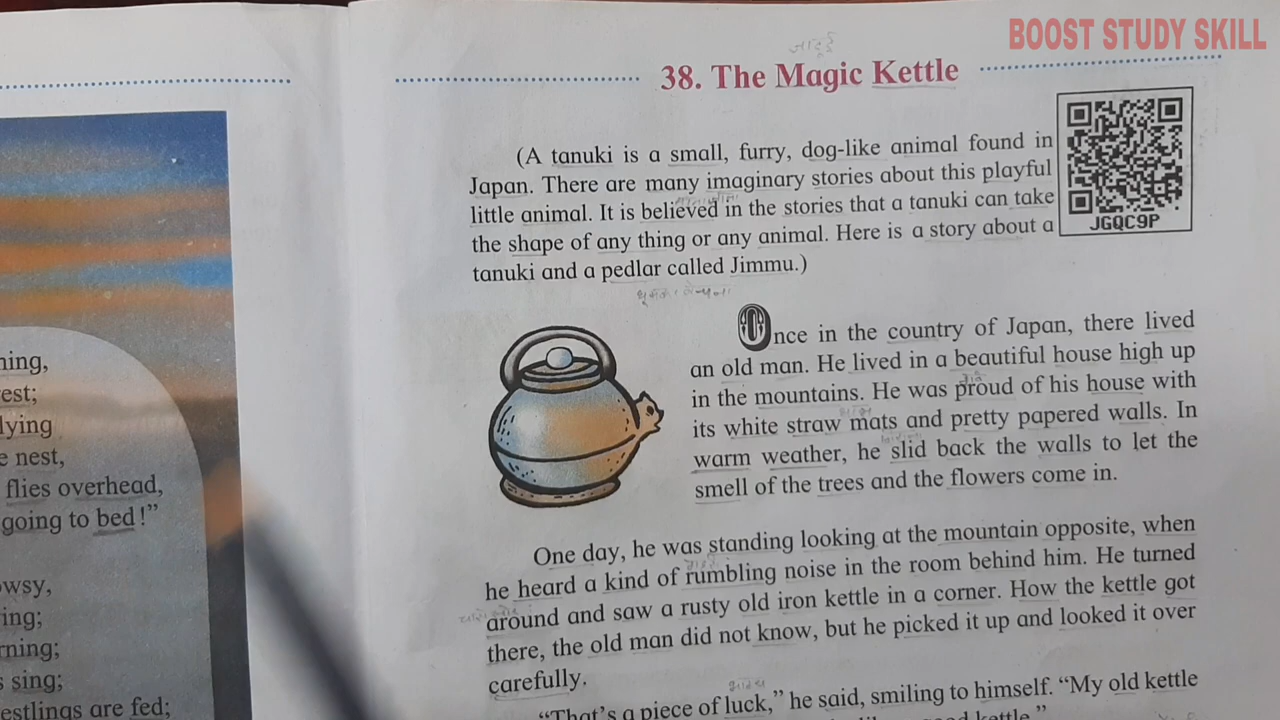 BOOST STUDY SKILL
जादूई
38. The Magic Kettle
(A tanuki is a small, furry, dog-like animal found in
Japan. There are many imaginary stories about this playful
little animal. It is believed in the stories that a tanuki can take
the shape of any thing or any animal. Here is a story about a
tanuki and a pedlar called Jimmu.)
JGQC9P
Once in the country of Japan, there lived
an old man. He lived in a beautiful house high up
in the mountains. He was proud of his house with
its white straw mats and pretty papered walls. In
warm weather, he slid back the walls to let the
smell of the trees and the flowers come in.
One day, he was standing looking at the mountain opposite, when
he heard a kind of rumbling noise in the room behind him. He turned
around and saw a rusty old iron kettle in a corner. How the kettle got
there, the old man did not know, but he picked it up and looked it over
carefully.
“That’s a piece of luck,” he said, smiling to himself. “My old kettle
good kettle.”
ning,
est;
lying
e nest,
flies overhead,
going to bed!”
owsy,
ing;
rning;
s sing;
estlings are fed;